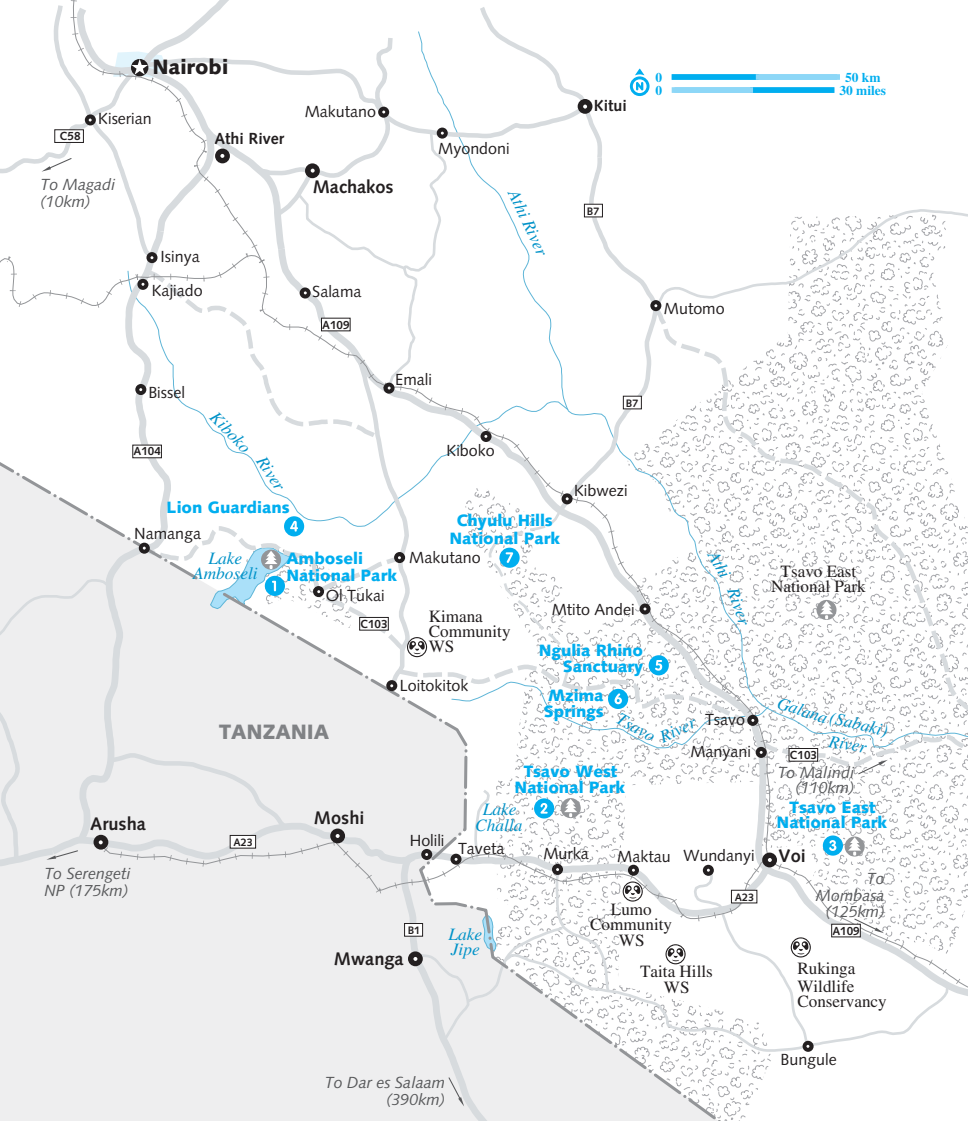 Nairobi
N
0 50 km
0 30 miles
Kitui
Makutano
Kiserian
C58
Athi River
Myondoni
To Magadi
(10km)
Machakos
Athi River
B7
Isinya
Kajiado
Salama
Mutomo
A109
Emali
Bissel
B7
Kiboko River
A104
Kiboko
Kibwezi
Lion Guardians
4
Chyulu Hills
National Park
7
Namanga
Lake
Amboseli
Amboseli
National Park
1
Makutano
Ol Tukai
Athi River
Tsavo East
National Park
Mtito Andei
C103
Kimana
Community
WS
Ngulia Rhino
Sanctuary
5
Loitokitok
Mzima
Springs
6
Tsavo River
Tsavo
Galana (Sabaki)
River
TANZANIA
Manyani
C103
To Malindi
(110km)
Tsavo West
National Park
2
Tsavo East
National Park
3
Lake
Challa
Arusha
A23
Moshi
Holili
Taveta
Murka
Maktau
Wundanyi
Voi
To Serengeti
NP (175km)
To
Mombasa
(125km)
A23
A109
Lumo
Community
WS
B1
Lake
Jipe
Mwanga
Taita Hills
WS
Rukinga
Wildlife
Conservancy
Bungule
To Dar es Salaam
(390km)